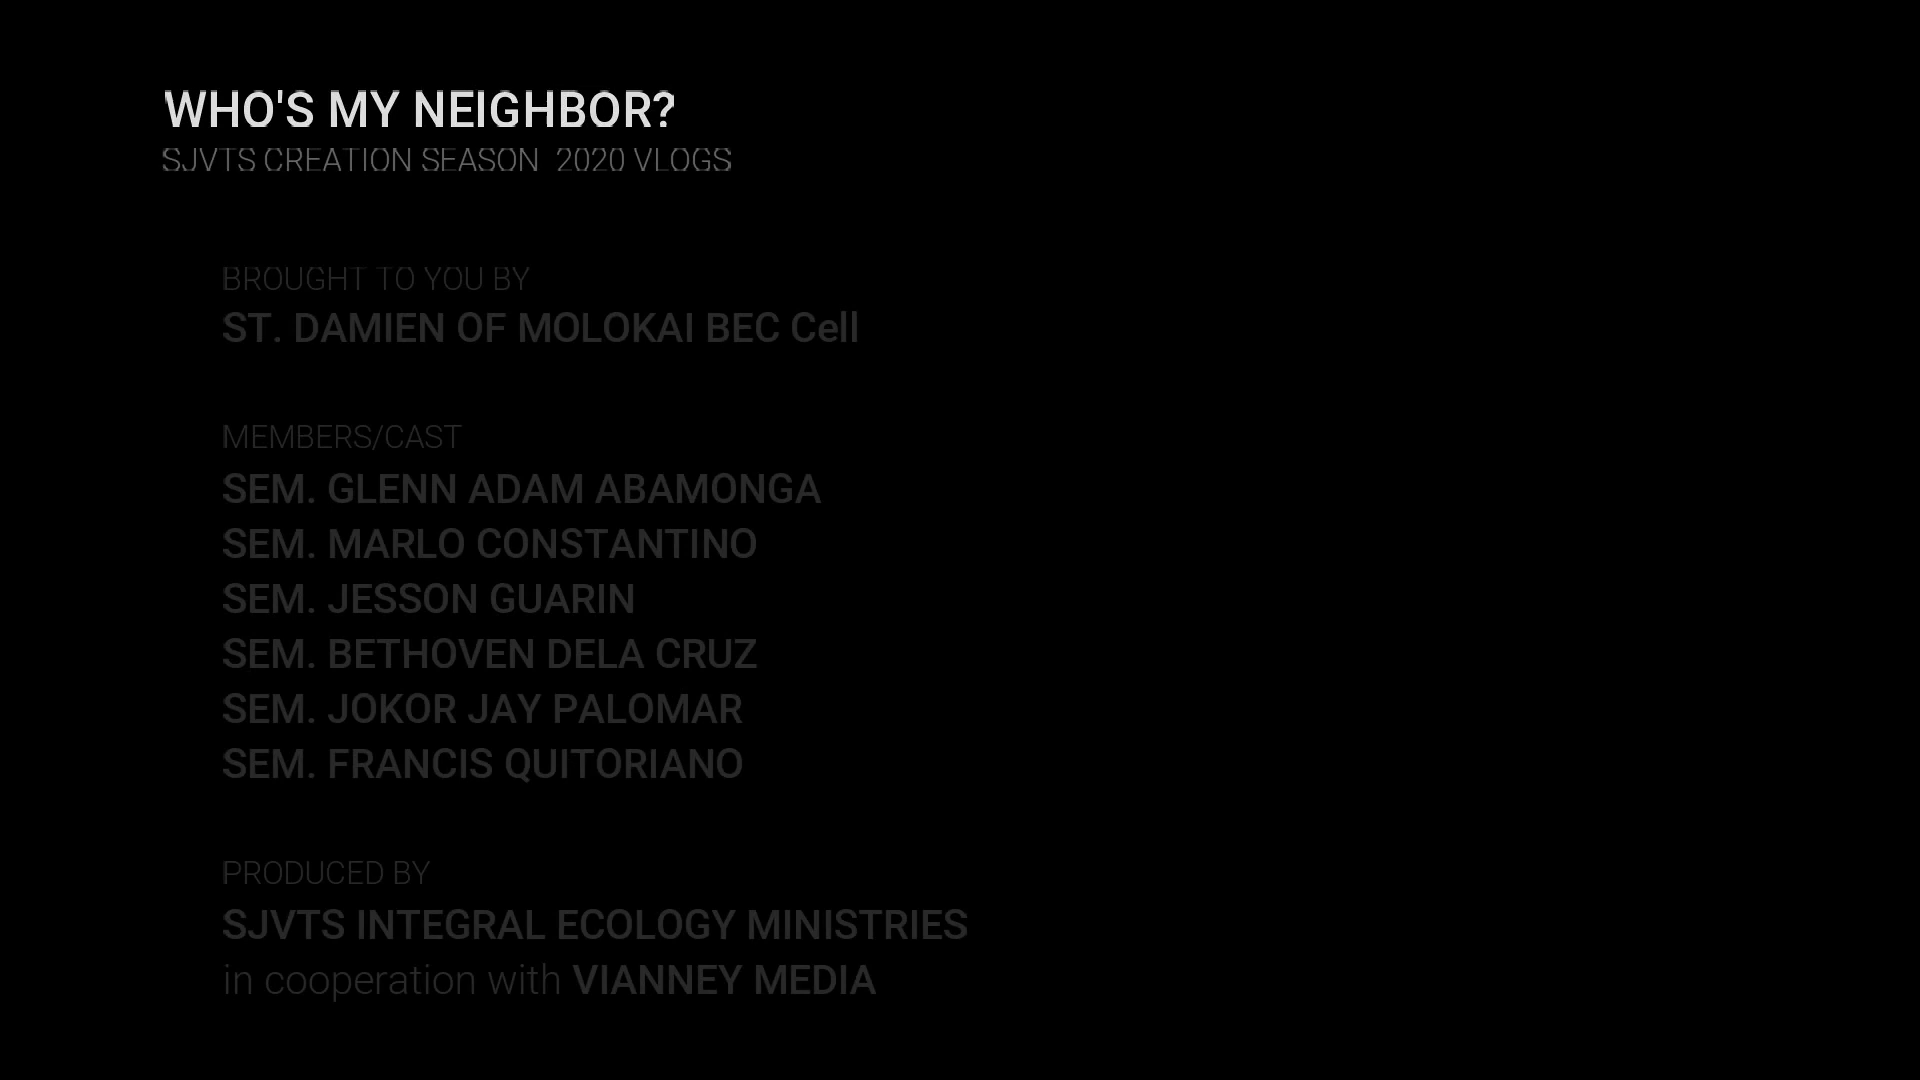 WHO'S MY NEIGHBOR?
SJVTS CREATION SEASON 2020 VLOGS
BROUGHT TO YOU BY
ST. DAMIEN OF MOLOKAI BEC Cell
MEMBERS/CAST
SEM. GLENN ADAM ABAMONGA
SEM. MARLO CONSTANTINO
SEM. JESSON GUARIN
SEM. BETHOVEN DELA CRUZ
SEM. JOKOR JAY PALOMAR
SEM. FRANCIS QUITORIANO
PRODUCED BY
SJVTS INTEGRAL ECOLOGY MINISTRIES
in cooperation with VIANNEY MEDIA